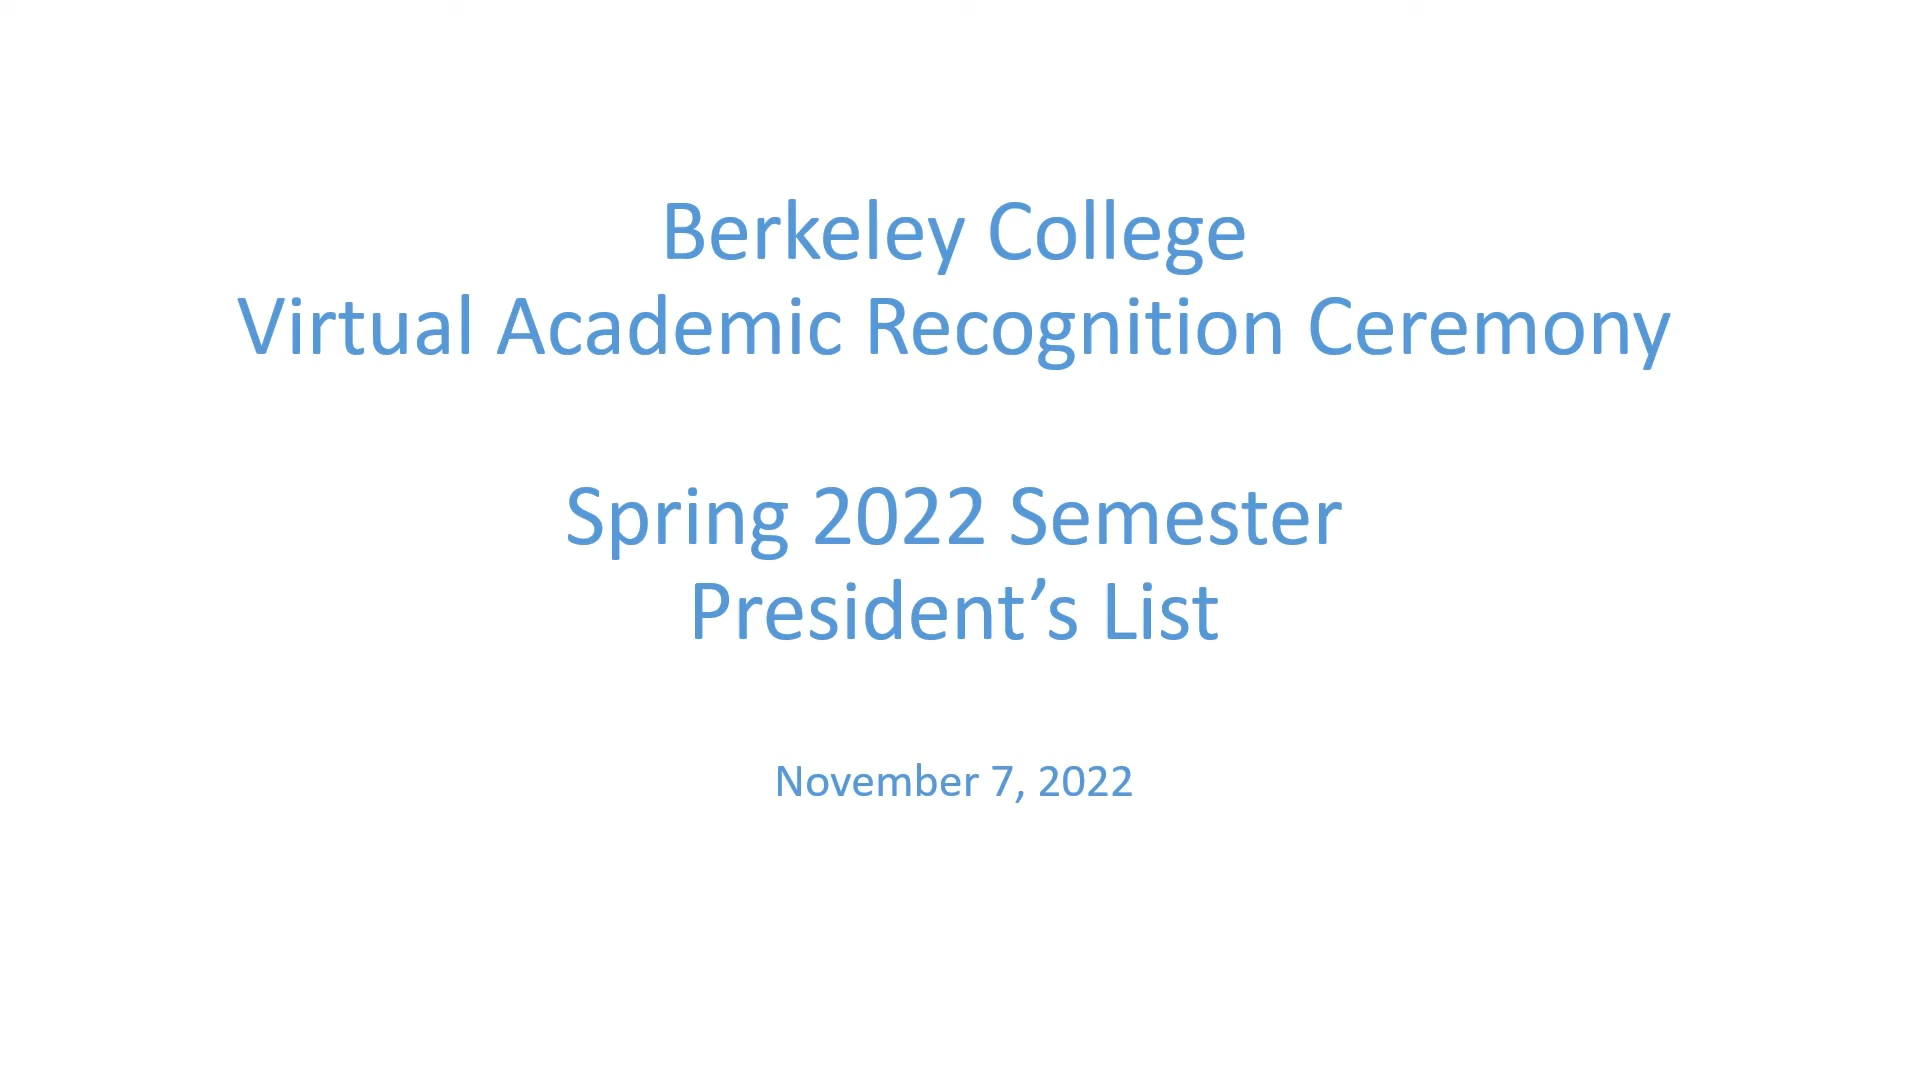 Berkeley College
Virtual Academic Recognition Ceremony
Spring 2022 Semester
President’s List
November 7, 2022